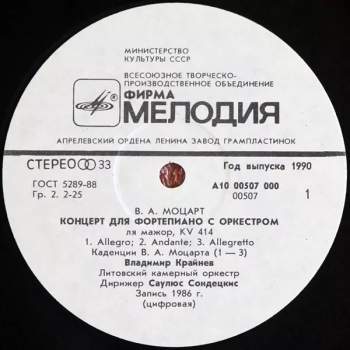 МИНИСТЕРСТВО
КУЛЬТУРЫ СССР
ВСЕСОЮЗНОЕ ТВОРЧЕСКО-
ПРОИЗВОДСТВЕННОЕ ОБЪЕДИНЕНИЕ
ФИРМА
МЕЛОДИЯ
АПРЕЛЕВСКИЙ ОРДЕНА ЛЕНИНА ЗАВОД ГРАМПЛАСТИНОК
СТЕРЕО 33
Год выпуска 1990
ГОСТ 5289-88
А10 00507 000
Гр. 2. 2-25
00507
1
В. А. МОЦАРТ
КОНЦЕРТ ДЛЯ ФОРТЕПИАНО С ОРКЕСТРОМ
ля мажор, KV 414
1. Allegro; 2. Andante; 3. Allegretto
Каденции В. А. Моцарта (1 — 3)
Владимир Крайнев
Литовский камерный оркестр
Дирижер Саулюс Сондецкис
Запись 1986 г.
(цифровая)